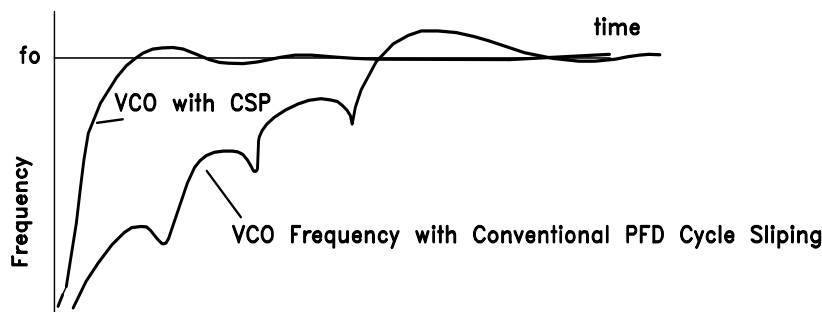 time
fo
VCO with CSP
Frequency
VCO Frequency with Conventional PFD Cycle Sliping